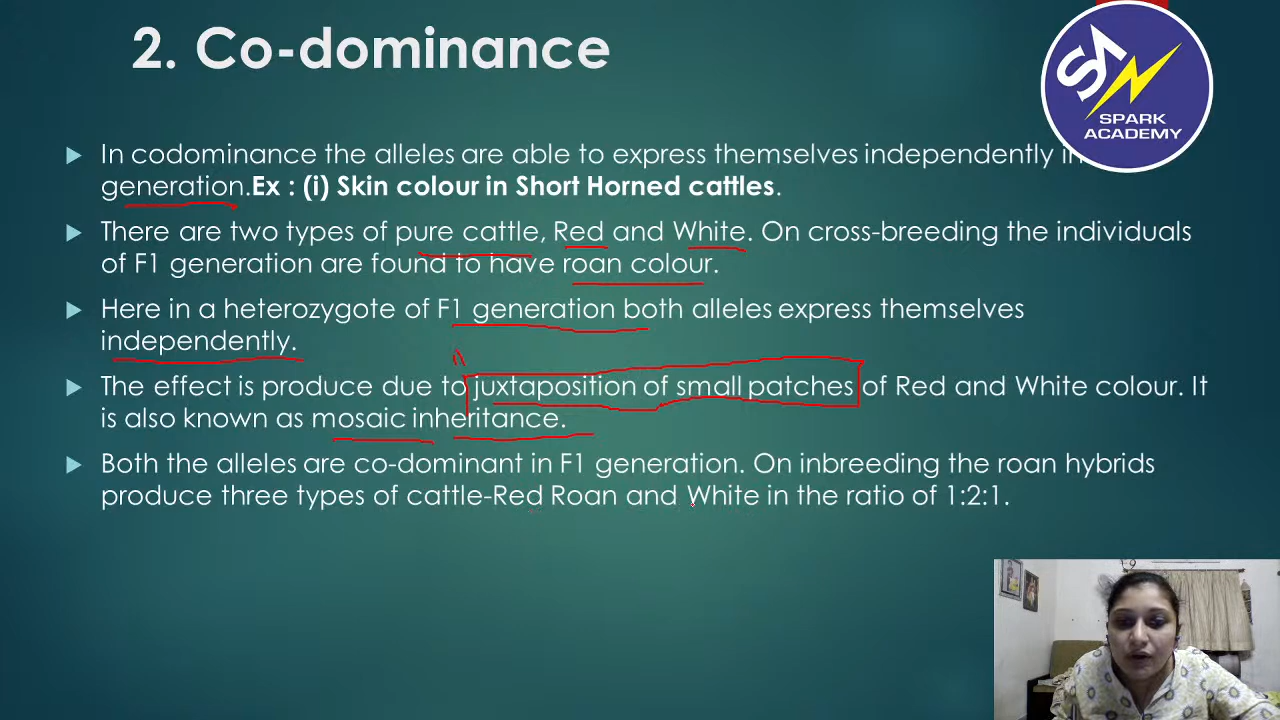 2. Co-dominance
SA
SPARK
ACADEMY
In codominance the alleles are able to express themselves independently in
generation.Ex : (i) Skin colour in Short Horned cattles.
There are two types of pure cattle, Red and White. On cross-breeding the individuals
of F1 generation are found to have roan colour.
Here in a heterozygote of F1 generation both alleles express themselves
independently.
The effect is produce due to juxtaposition of small patches of Red and White colour. It
is also known as mosaic inheritance.
Both the alleles are co-dominant in F1 generation. On inbreeding the roan hybrids
produce three types of cattle-Red Roan and White in the ratio of 1:2:1.